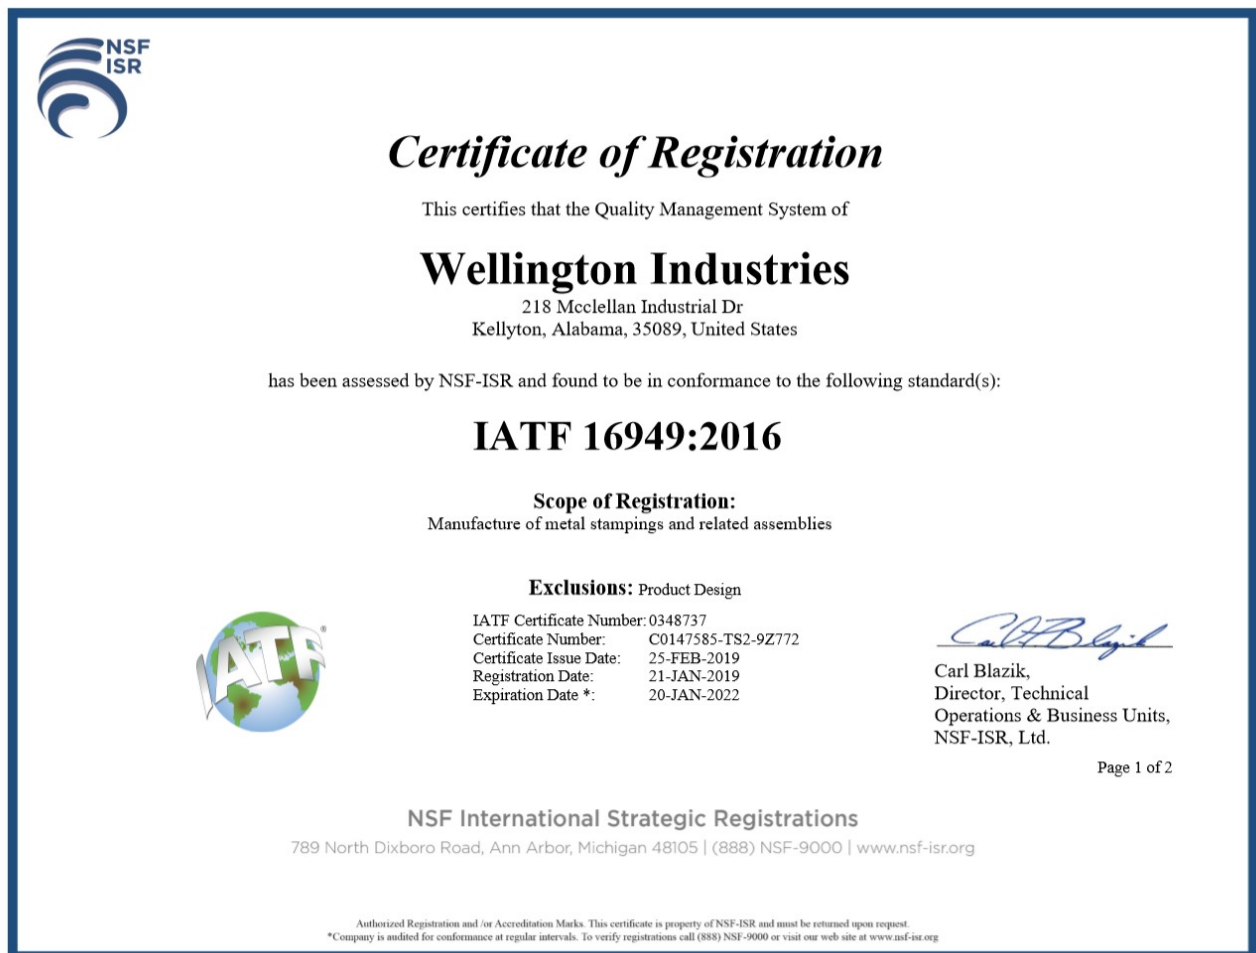 NSF
ISR
Certificate of Registration
This certifies that the Quality Management System of
Wellington Industries
218 Mcclellan Industrial Dr
Kellyton, Alabama, 35089, United States
has been assessed by NSF-ISR and found to be in conformance to the following standard(s):
IATF 16949:2016
Scope of Registration:
Manufacture of metal stampings and related assemblies
Exclusions: Product Design
IATF Certificate Number: 0348737
Certificate Number: C0147585-TS2-9Z772
Certificate Issue Date: 25-FEB-2019
Registration Date: 21-JAN-2019
Expiration Date *: 20-JAN-2022
IATF®
Carl Blazik
Carl Blazik,
Director, Technical
Operations & Business Units,
NSF-ISR, Ltd.
Page 1 of 2
NSF International Strategic Registrations
789 North Dixboro Road, Ann Arbor, Michigan 48105 | (888) NSF-9000 | www.nsf-isr.org
Authorized Registration and /or Accreditation Marks. This certificate is property of NSF-ISR and must be returned upon request.
*Company is audited for conformance at regular intervals. To verify registrations call (888) NSF-9000 or visit our web site at www.nsf-isr.org